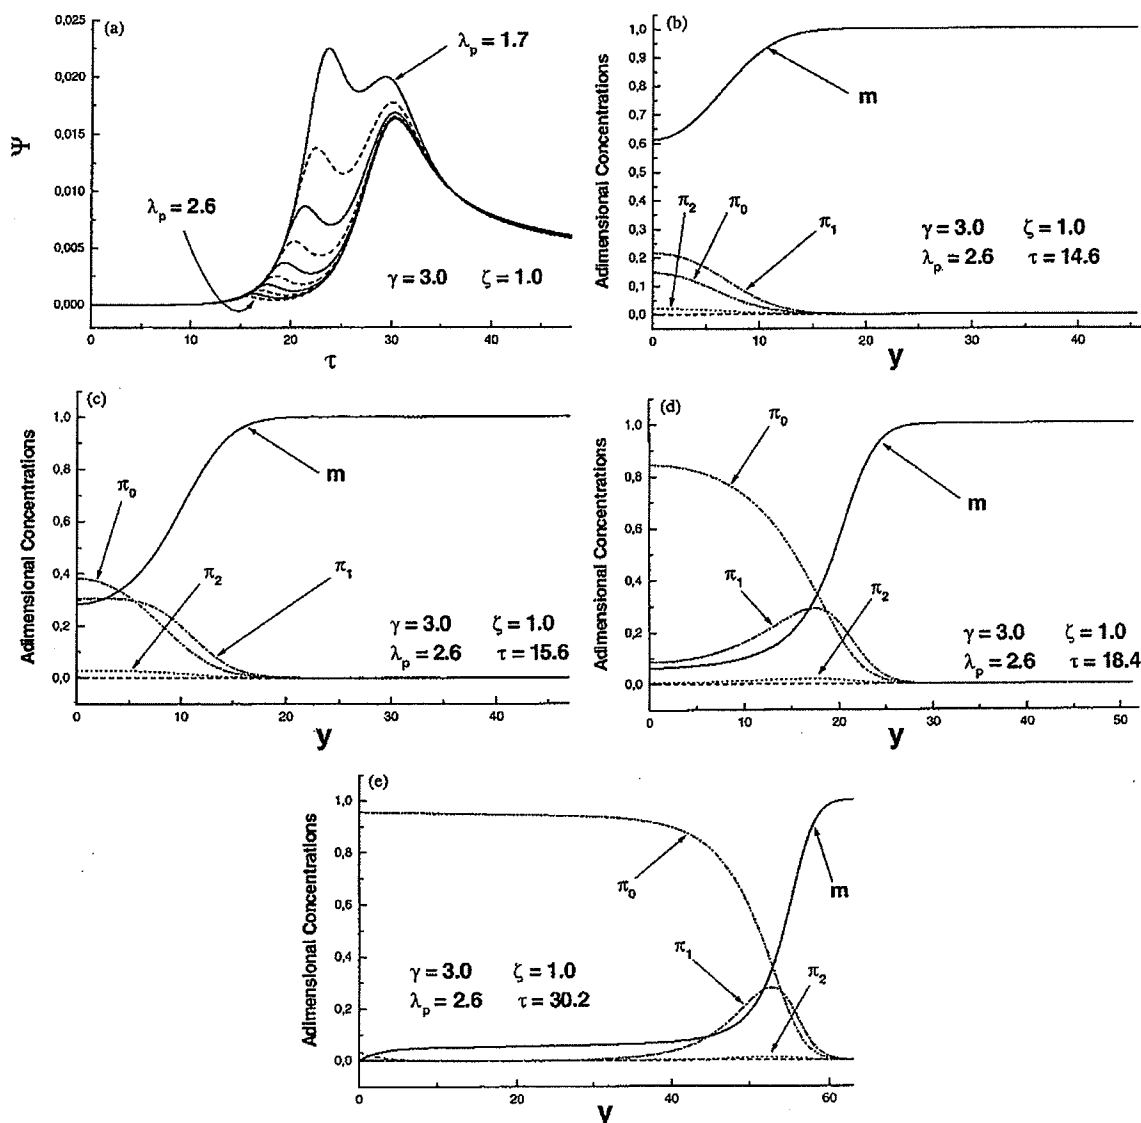 (a)
0,025
0,020
0,015
0,010
0,005
0,000
Ψ
λp = 1.7
λp = 2.6
γ = 3.0 ζ = 1.0
0 10 20 30 40
τ
(b)
1,0
0,9
0,8
0,7
0,6
0,5
0,4
0,3
0,2
0,1
0,0
Adimensional Concentrations
m
π2
π0
π1
γ = 3.0 ζ = 1.0
λp = 2.6 τ = 14.6
0 10 20 30 40
y
(c)
1,0
0,8
0,6
0,4
0,2
0,0
Adimensional Concentrations
m
π0
π2
π1
γ = 3.0 ζ = 1.0
λp = 2.6 τ = 15.6
0 10 20 30 40
y
(d)
1,0
0,8
0,6
0,4
0,2
0,0
Adimensional Concentrations
π0
m
π1
π2
γ = 3.0 ζ = 1.0
λp = 2.6 τ = 18.4
0 10 20 30 40 50
y
(e)
1,0
0,8
0,6
0,4
0,2
0,0
Adimensional Concentrations
π0
m
π1
π2
γ = 3.0 ζ = 1.0
λp = 2.6 τ = 30.2
0 20 40 60
y